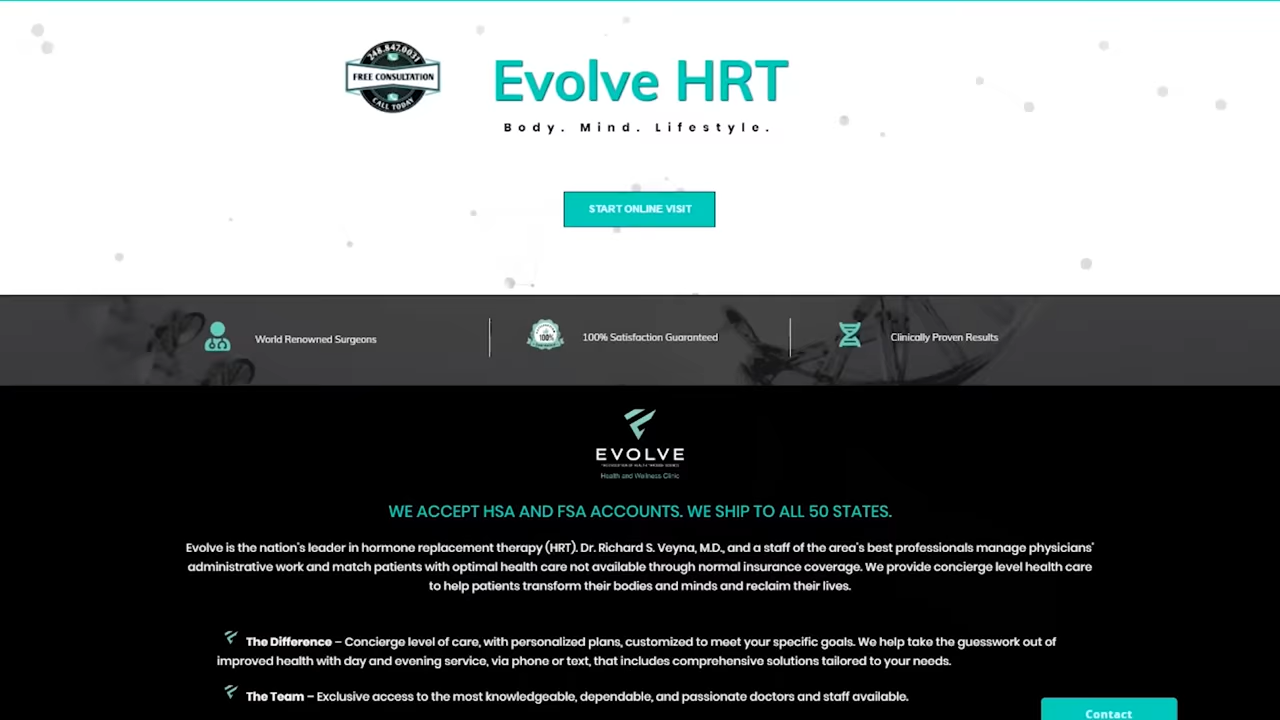 248.847.0031
FREE CONSULTATION
CALL TODAY
Evolve HRT
Body. Mind. Lifestyle.
START ONLINE VISIT
World Renowned Surgeons
100%
100% Satisfaction Guaranteed
Clinically Proven Results
EVOLVE
Health and Wellness Clinic
WE ACCEPT HSA AND FSA ACCOUNTS. WE SHIP TO ALL 50 STATES.
Evolve is the nation's leader in hormone replacement therapy (HRT). Dr. Richard S. Veyna, M.D., and a staff of the area's best professionals manage physicians'
administrative work and match patients with optimal health care not available through normal insurance coverage. We provide concierge level health care
to help patients transform their bodies and minds and reclaim their lives.
The Difference – Concierge level of care, with personalized plans, customized to meet your specific goals. We help take the guesswork out of
improved health with day and evening service, via phone or text, that includes comprehensive solutions tailored to your needs.
The Team – Exclusive access to the most knowledgeable, dependable, and passionate doctors and staff available.
Contact